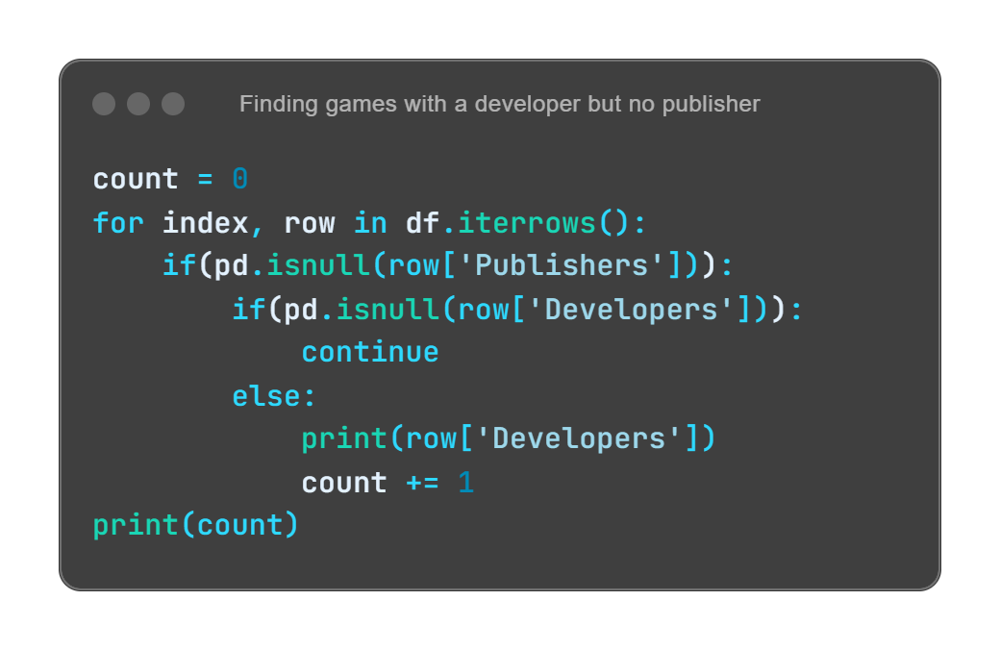 Finding games with a developer but no publisher
count = 0
for index, row in df.iterrows():
    if(pd.isnull(row['Publishers'])):
        if(pd.isnull(row['Developers'])):
            continue
        else:
            print(row['Developers'])
            count += 1
print(count)